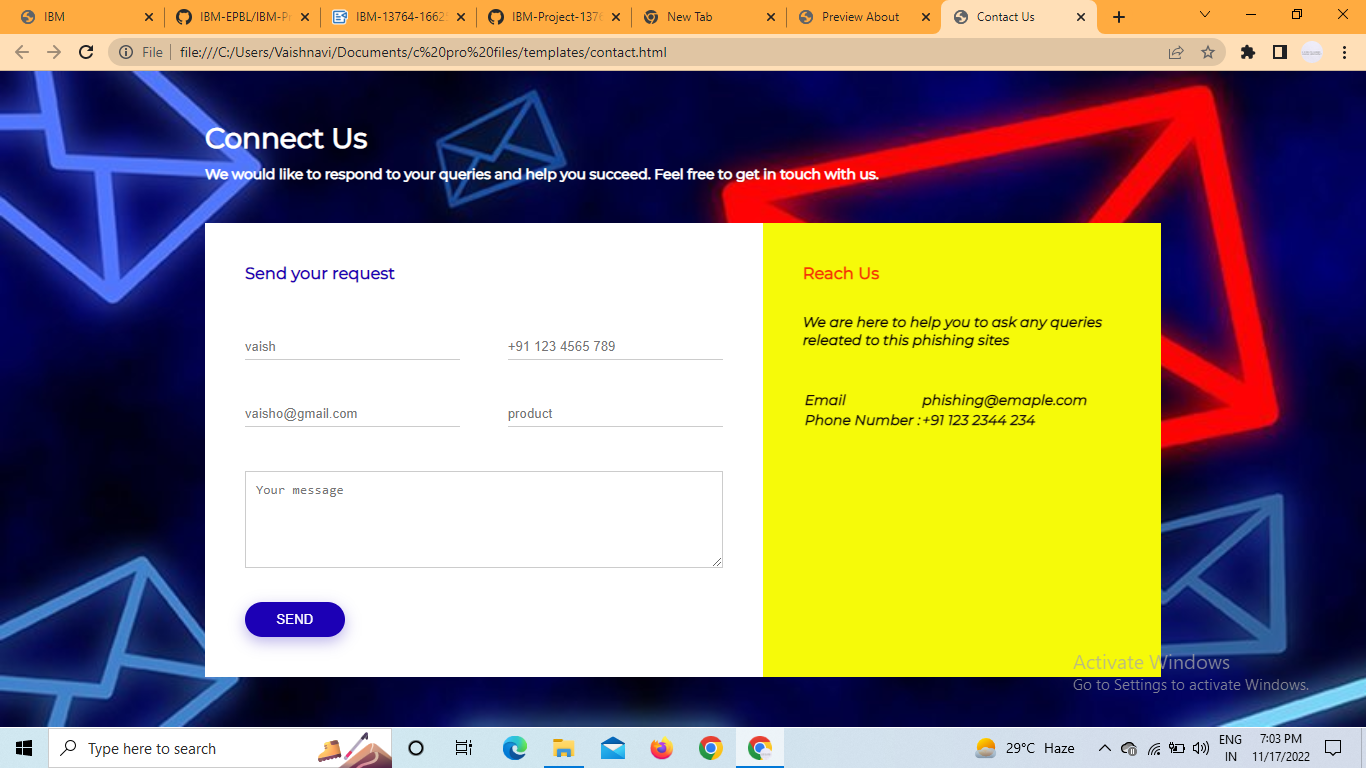 IBM
IBM-EPBL/IBM-Pr
IBM-13764-1662
IBM-Project-1376
New Tab
Preview About
Contact Us
File
file:///C:/Users/Vaishnavi/Documents/c%20pro%20files/templates/contact.html
Connect Us
We would like to respond to your queries and help you succeed. Feel free to get in touch with us.
Send your request
vaish
+91 123 4565 789
vaisho@gmail.com
product
Your message
SEND
Reach Us
We are here to help you to ask any queries
releated to this phishing sites
Email phishing@emaple.com
Phone Number : +91 123 2344 234
Activate Windows
Go to Settings to activate Windows.
Type here to search
29°C Haze
ENG
IN
7:03 PM
11/17/2022